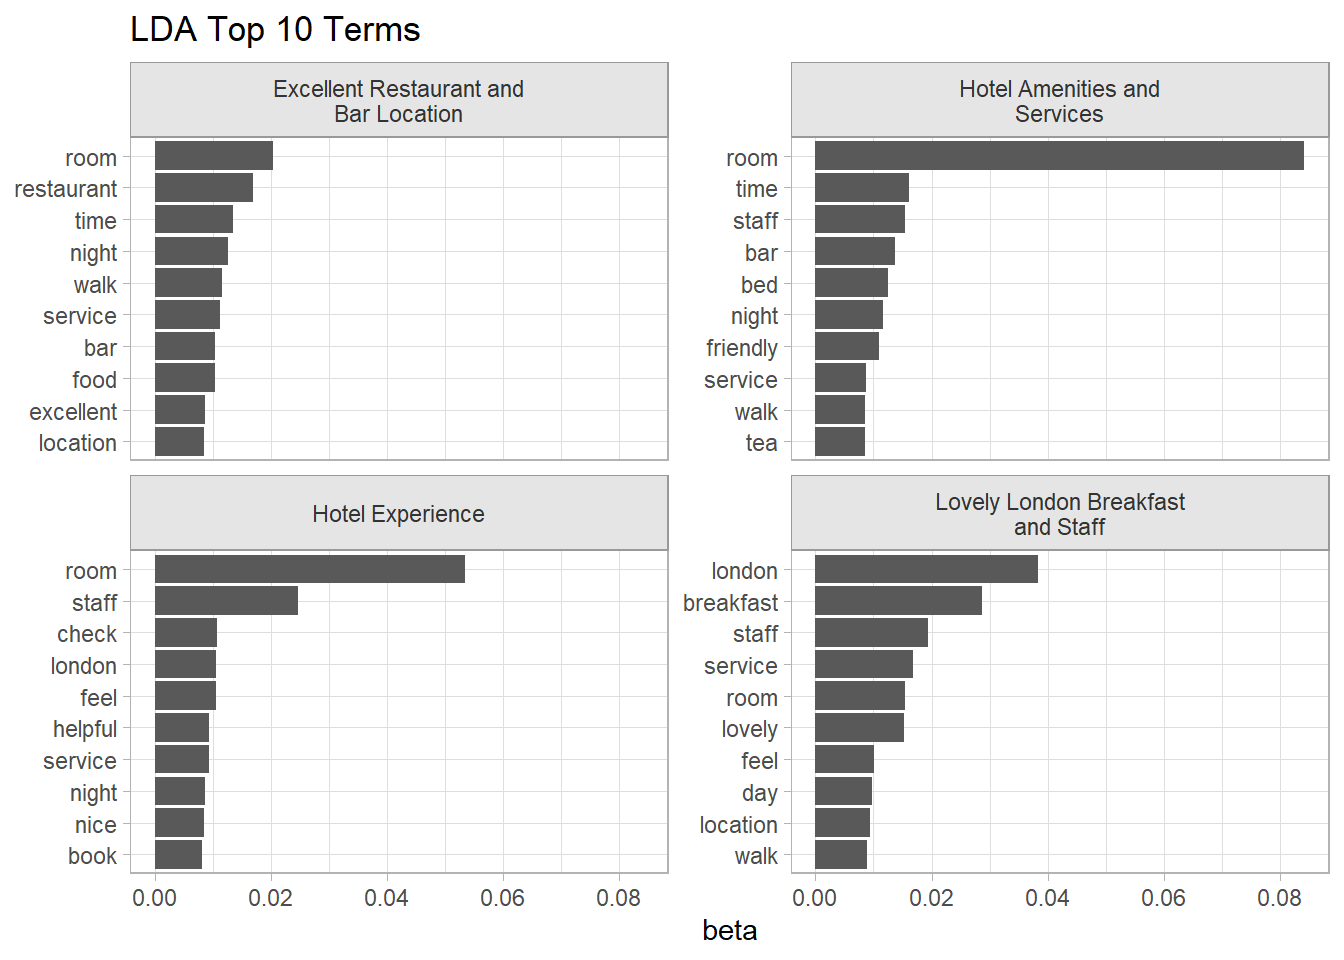 LDA Top 10 Terms
Excellent Restaurant and
Bar Location
room
restaurant
time
night
walk
service
bar
food
excellent
location
Hotel Amenities and
Services
room
time
staff
bar
bed
night
friendly
service
walk
tea
Hotel Experience
room
staff
check
london
feel
helpful
service
night
nice
book
0.00 0.02 0.04 0.06 0.08
Lovely London Breakfast
and Staff
london
breakfast
staff
service
room
lovely
feel
day
location
walk
0.00 0.02 0.04 0.06 0.08
beta